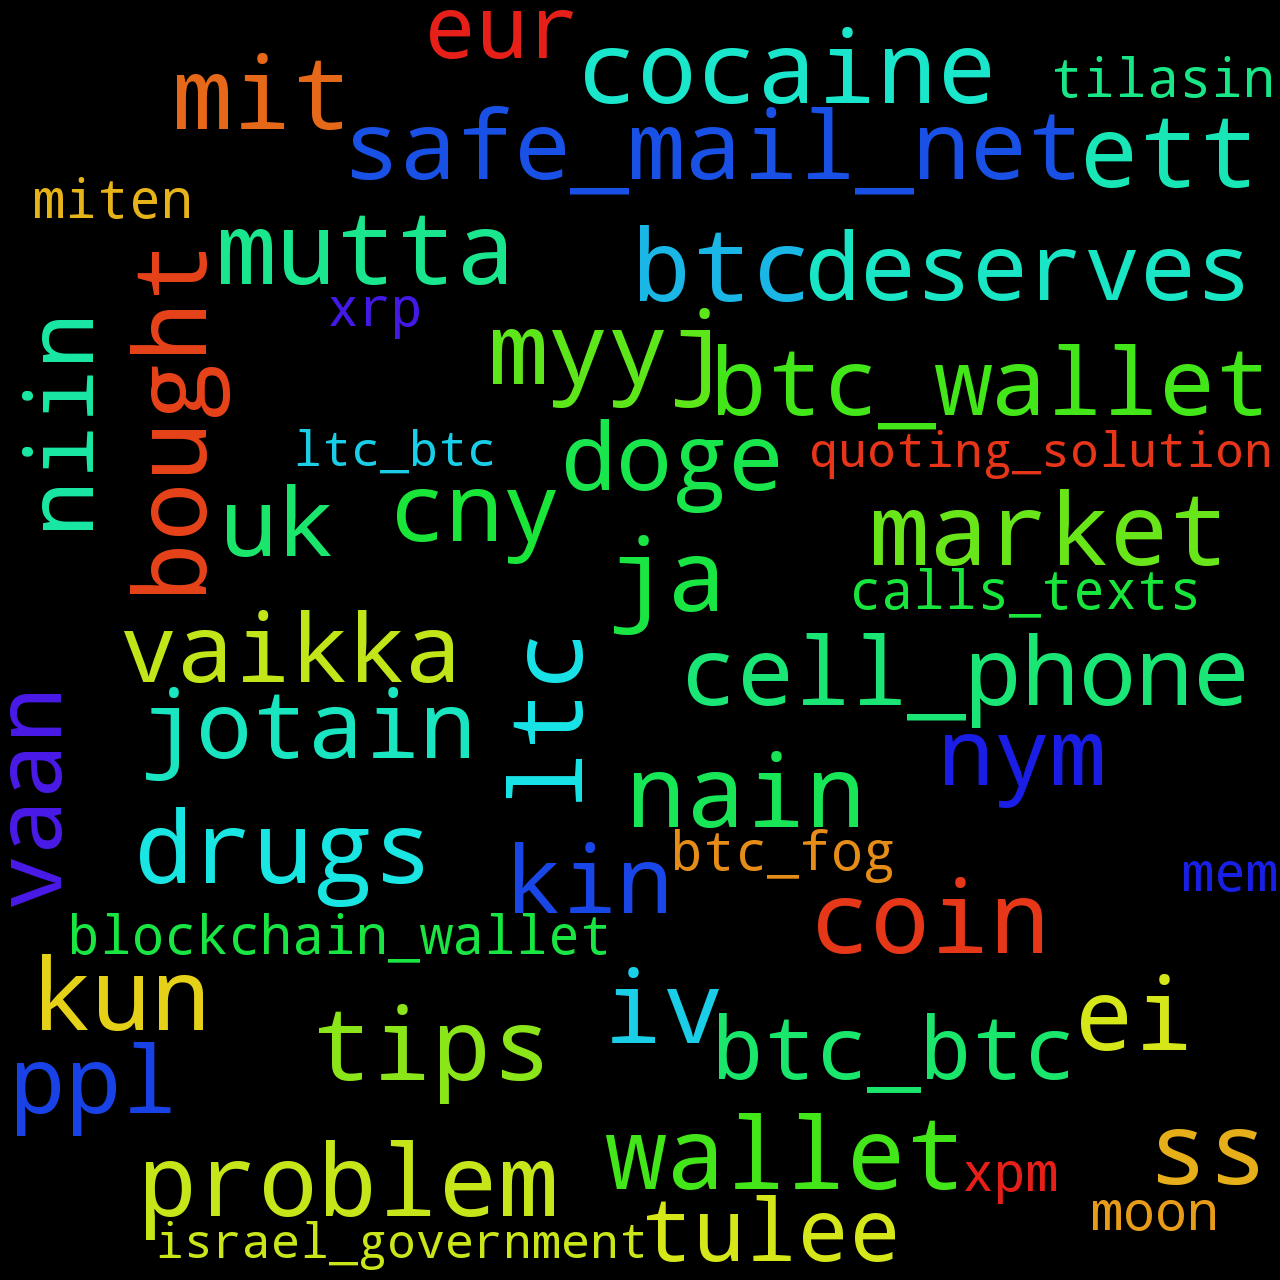 eur
cocaine
mit
tilasin
safe_mail_net
ett
miten
mutta
btc
deserves
xrp
bought
niin
myyj
btc_wallet
ltc_btc
doge
quoting_solution
uk
cny
market
ja
calls_texts
vaikka
ltc
cell_phone
vaan
jotain
nym
nain
drugs
kin
btc_fog
mem
coin
blockchain_wallet
kun
iv
ei
tips
btc_btc
ppl
problem
wallet
xpm
ss
moon
israel_government
tulee